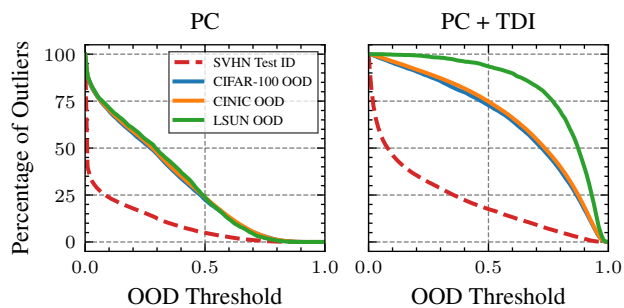 PC
PC + TDI
Percentage of Outliers
100
75
50
25
0
SVHN Test ID
CIFAR-100 OOD
CINIC OOD
LSUN OOD
0.0
0.5
1.0
0.0
0.5
1.0
OOD Threshold
OOD Threshold